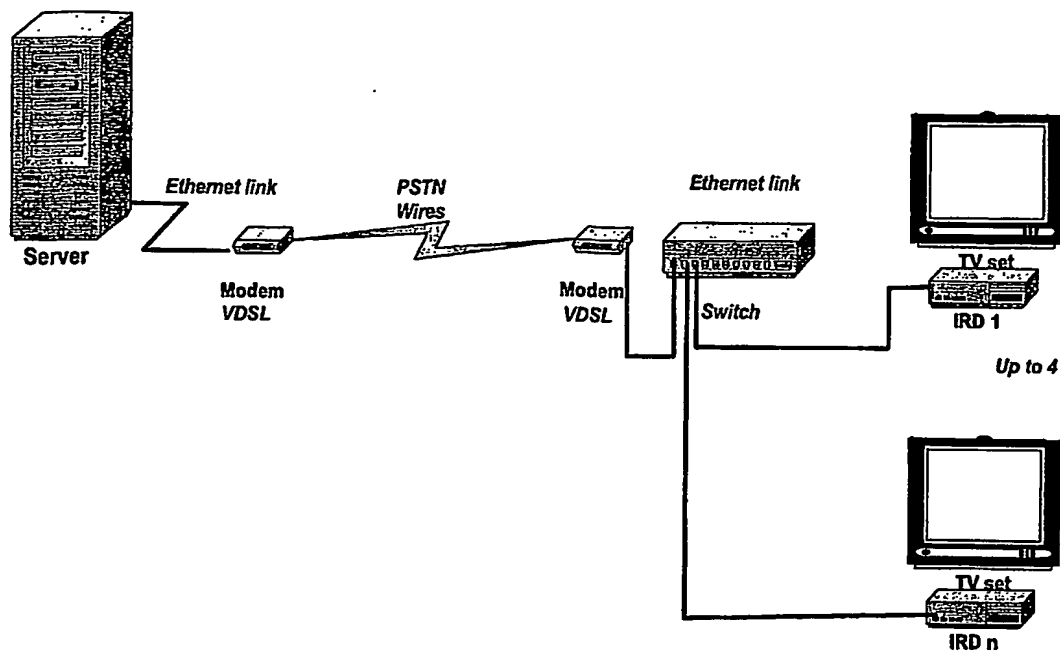 Server
Ethernet link
Modem
VDSL
PSTN
Wires
Modem
VDSL
Ethernet link
Switch
TV set
IRD 1
Up to 4
TV set
IRD n